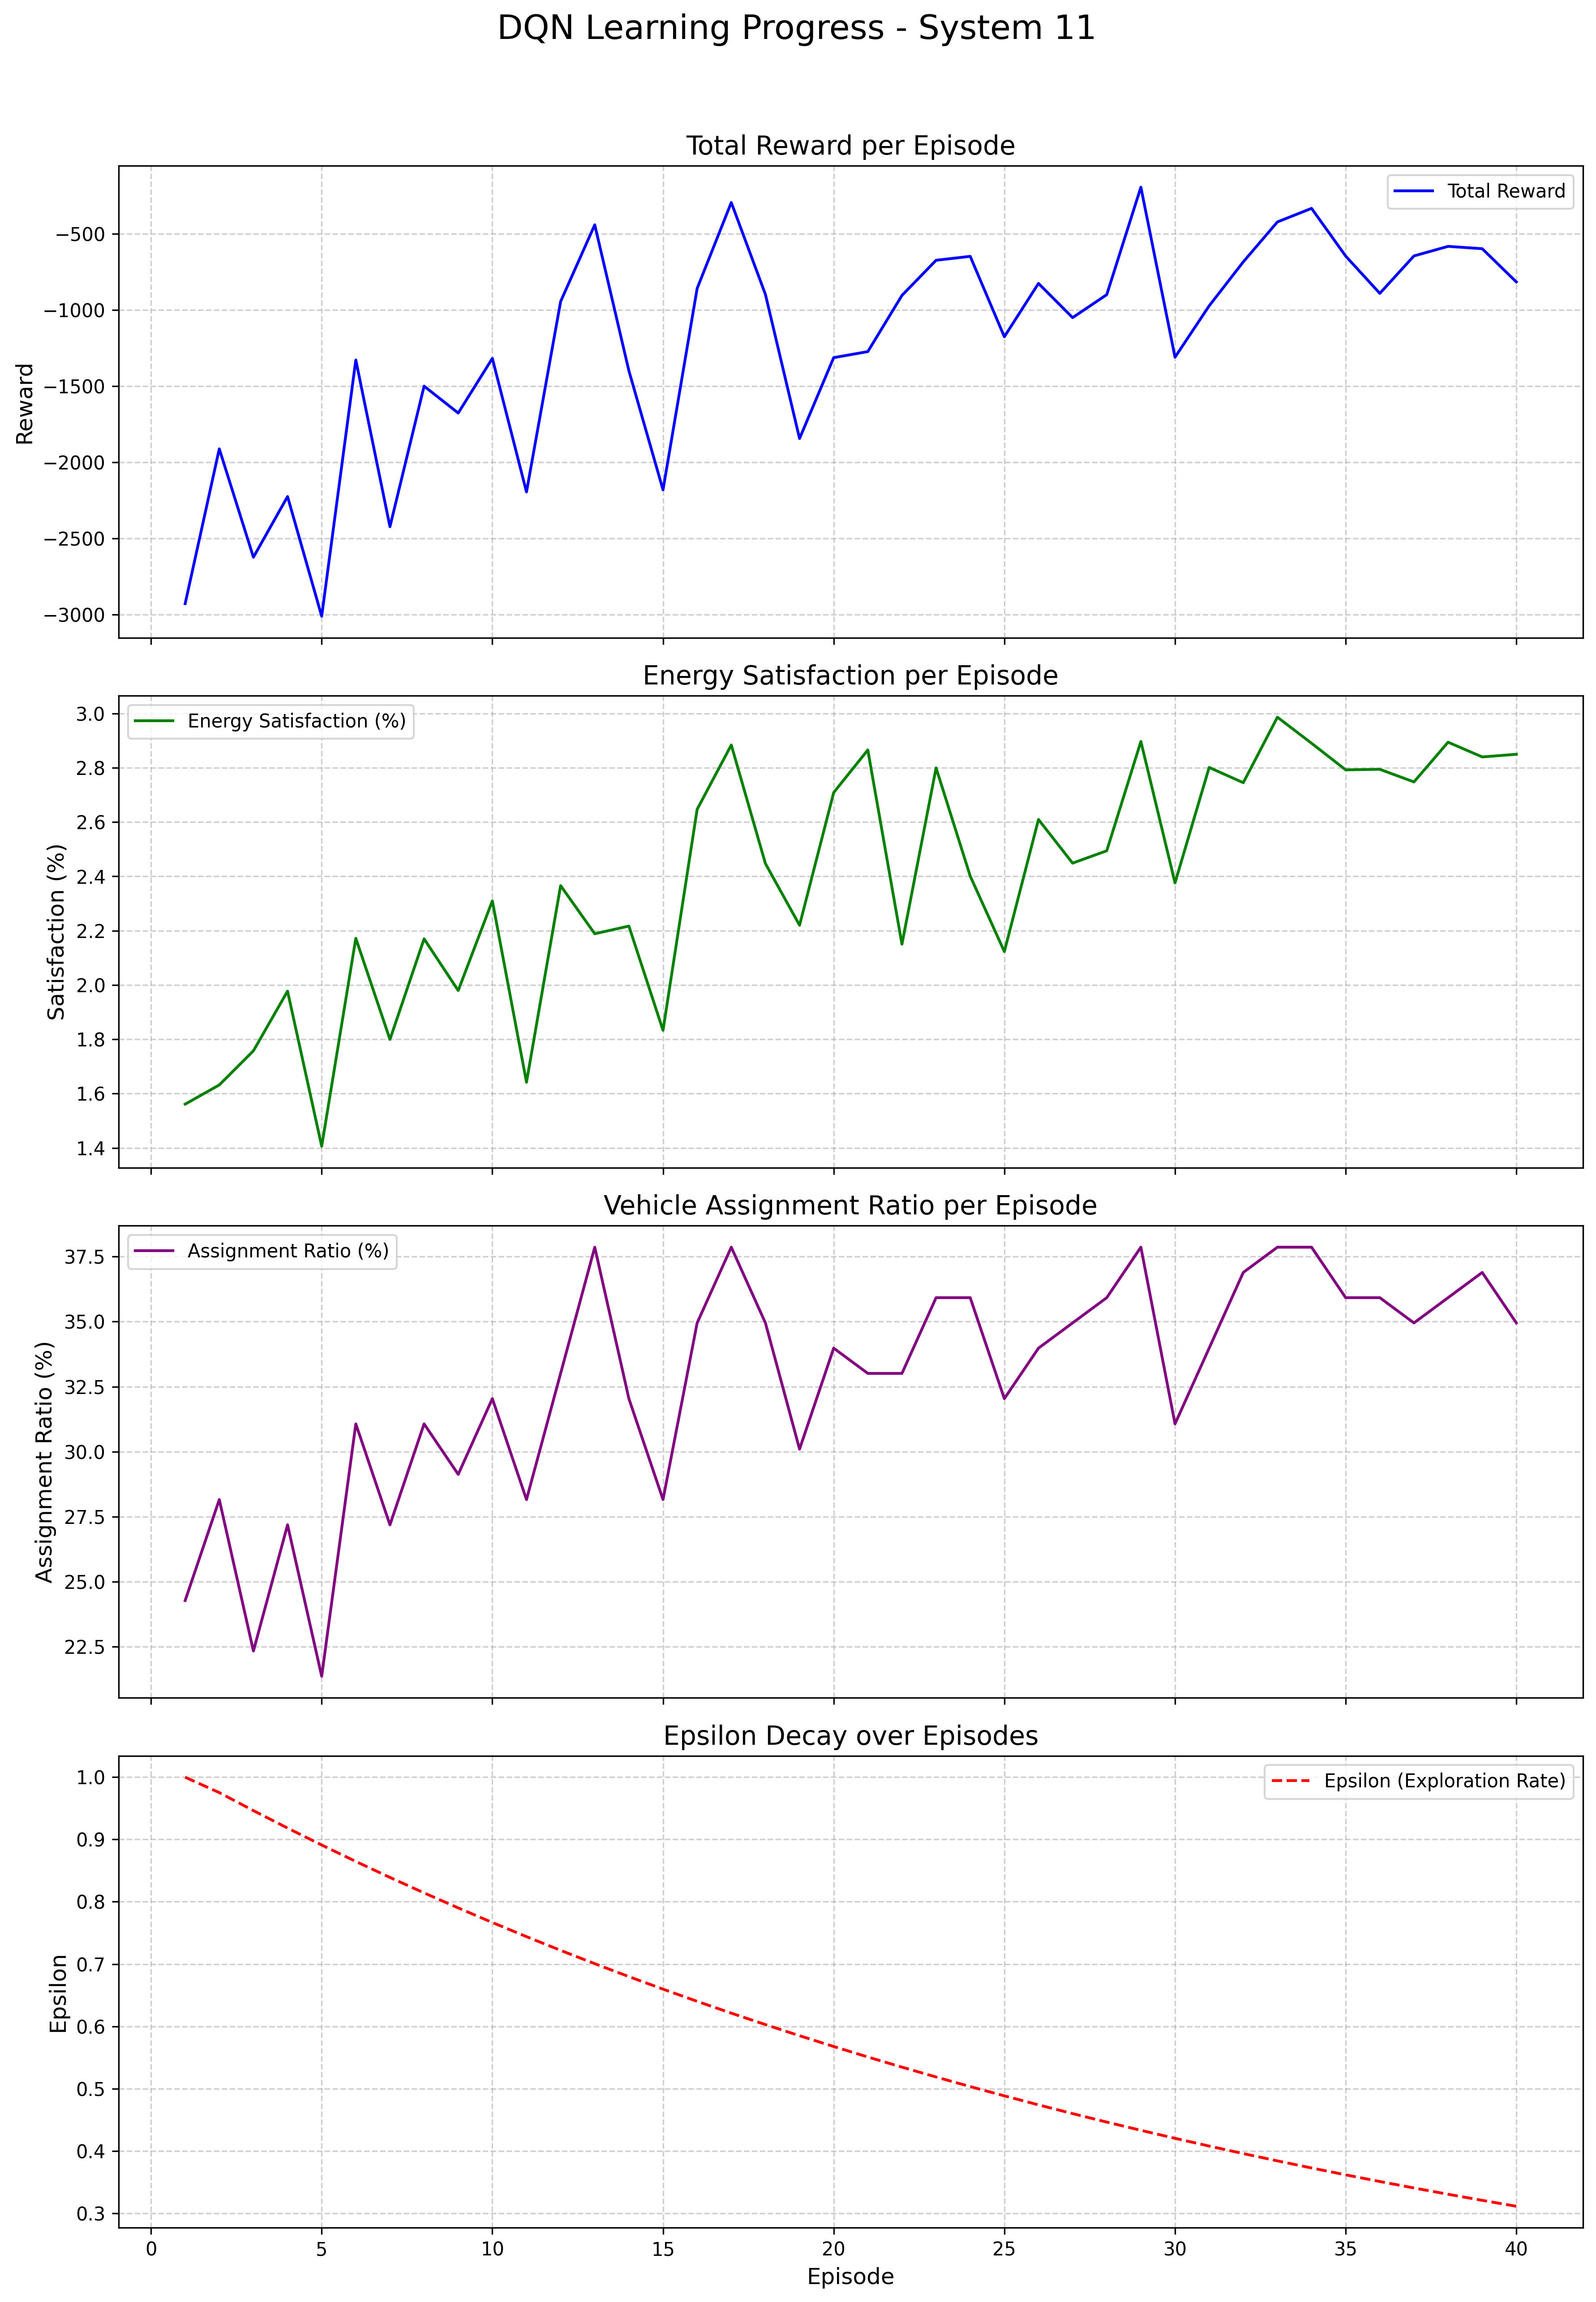 DQN Learning Progress - System 11
Total Reward per Episode
Total Reward
Reward
−500
−1000
−1500
−2000
−2500
−3000
Energy Satisfaction per Episode
Energy Satisfaction (%)
Satisfaction (%)
3.0
2.8
2.6
2.4
2.2
2.0
1.8
1.6
1.4
Vehicle Assignment Ratio per Episode
Assignment Ratio (%)
Assignment Ratio (%)
37.5
35.0
32.5
30.0
27.5
25.0
22.5
Epsilon Decay over Episodes
Epsilon (Exploration Rate)
Epsilon
1.0
0.9
0.8
0.7
0.6
0.5
0.4
0.3
0 5 10 15 20 25 30 35 40
Episode